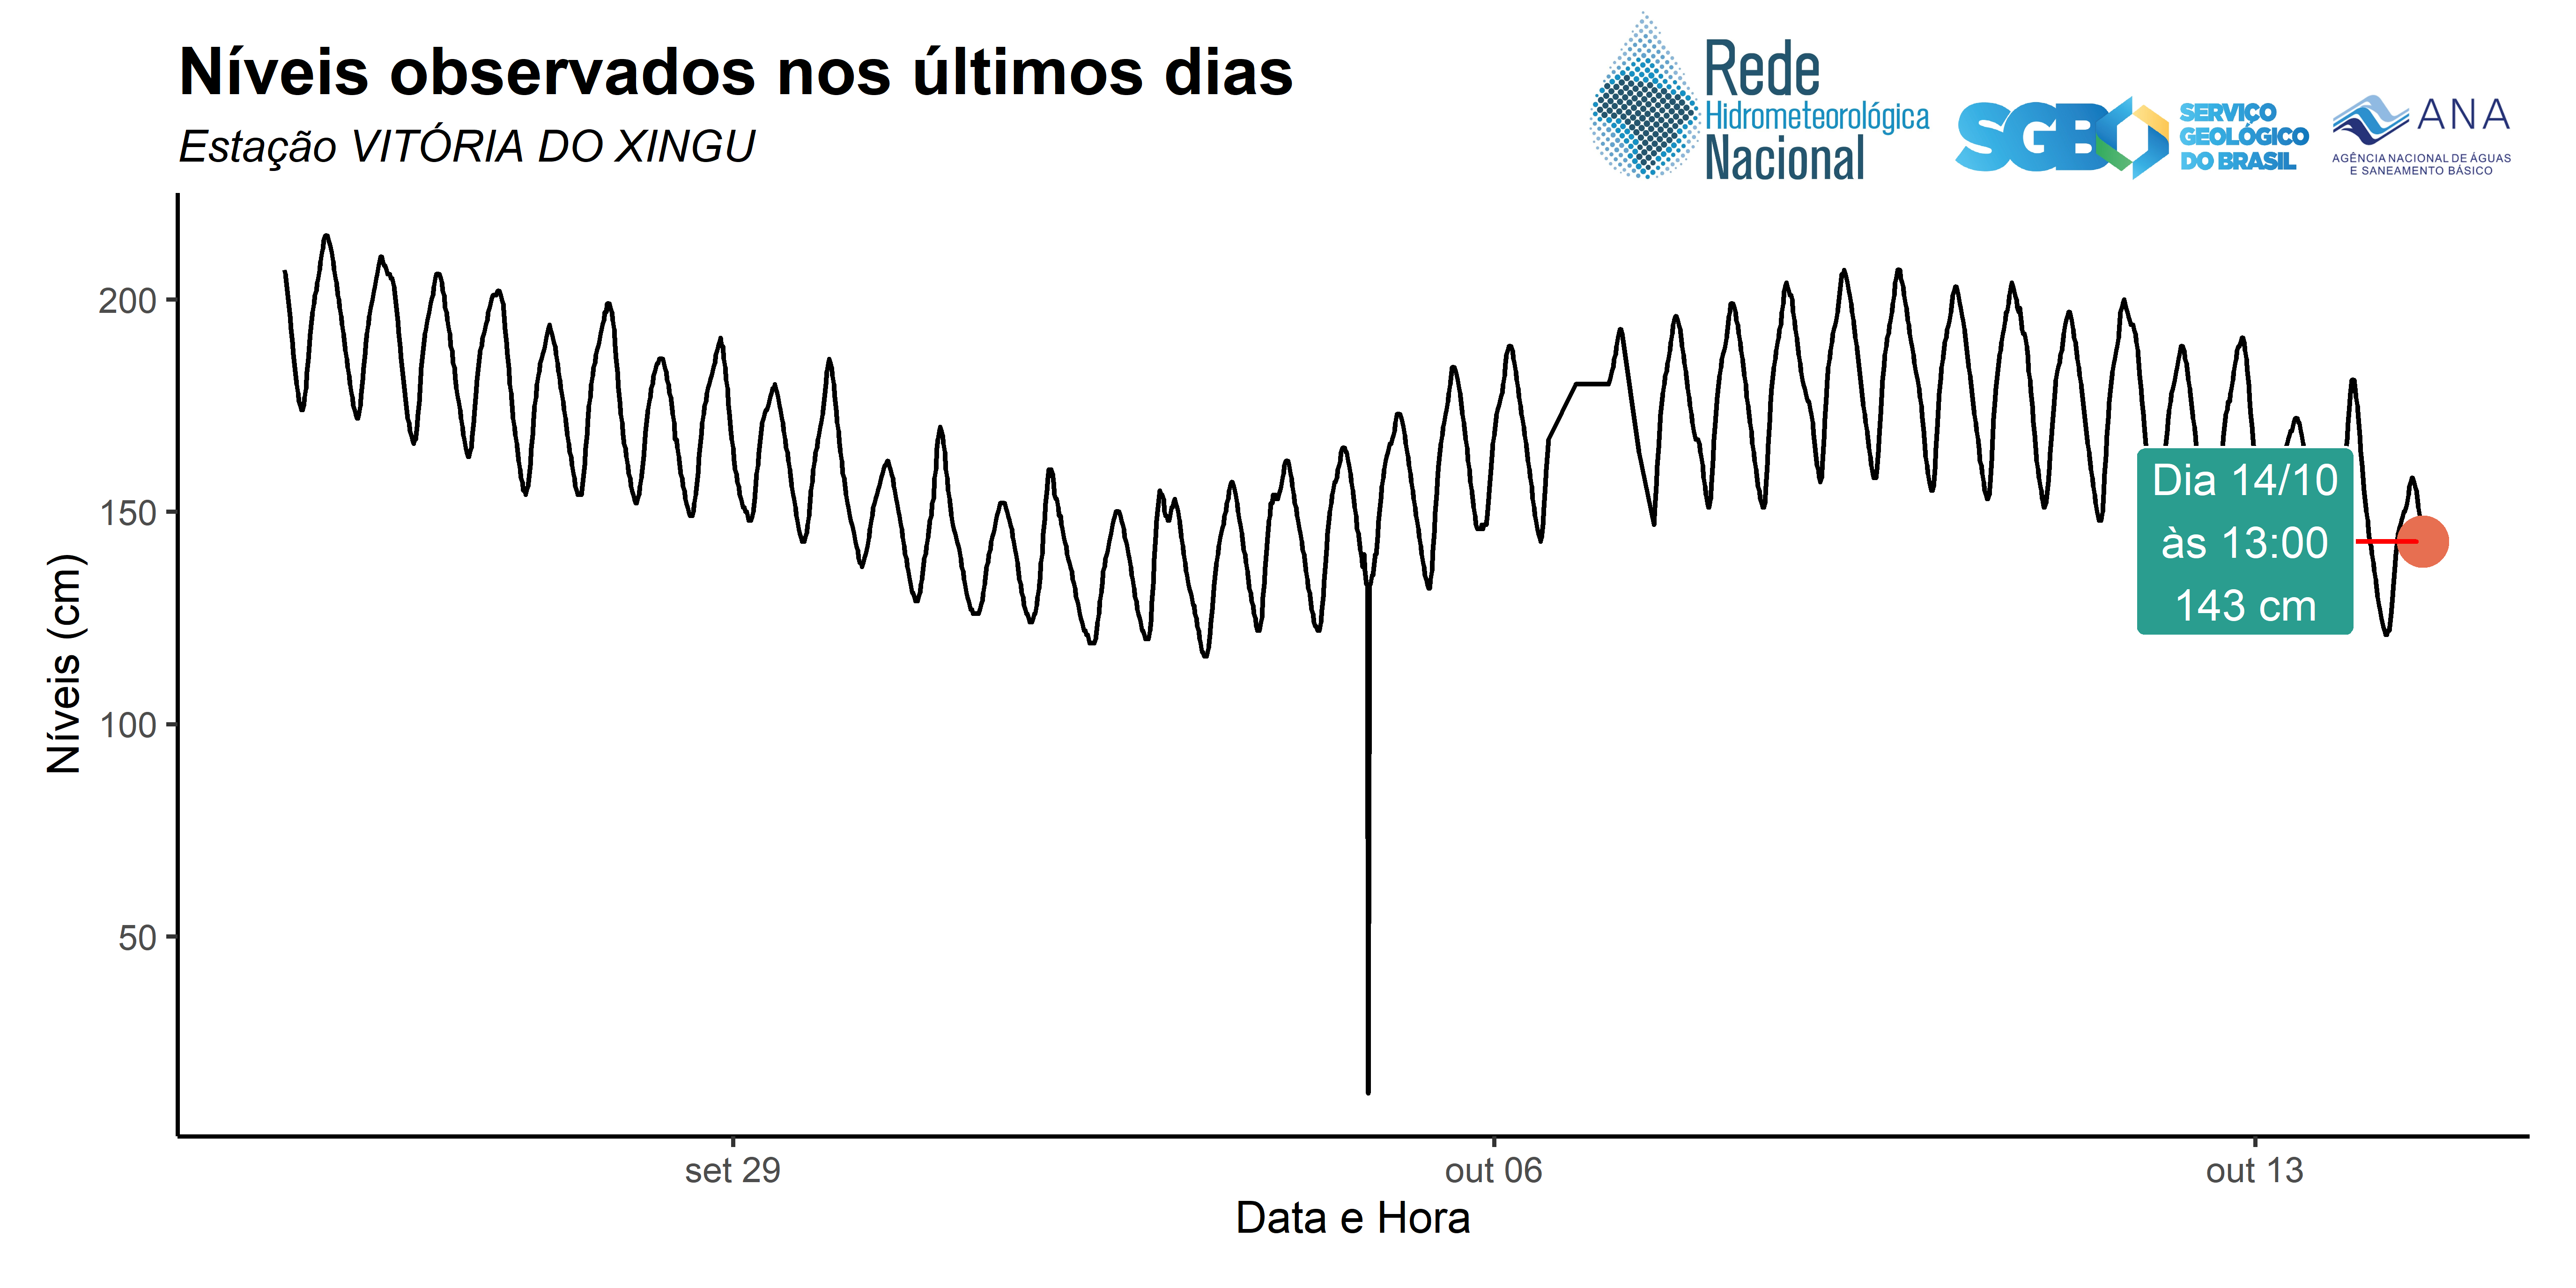 Níveis observados nos últimos dias
Estação VITÓRIA DO XINGU
Rede
Hidrometeorológica
Nacional
SGB
SERVIÇO
GEOLÓGICO
DO BRASIL
ANA
AGÊNCIA NACIONAL DE ÁGUAS
E SANEAMENTO BÁSICO
Níveis (cm)
200
150
100
50
Dia 14/10
às 13:00
143 cm
set 29
out 06
out 13
Data e Hora